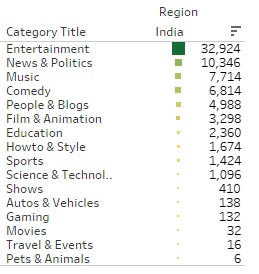 Region
Category Title India
Entertainment 32,924
News & Politics 10,346
Music 7,714
Comedy 6,814
People & Blogs 4,988
Film & Animation 3,298
Education 2,360
Howto & Style 1,674
Sports 1,424
Science & Technol.. 1,096
Shows 410
Autos & Vehicles 138
Gaming 132
Movies 32
Travel & Events 16
Pets & Animals 6